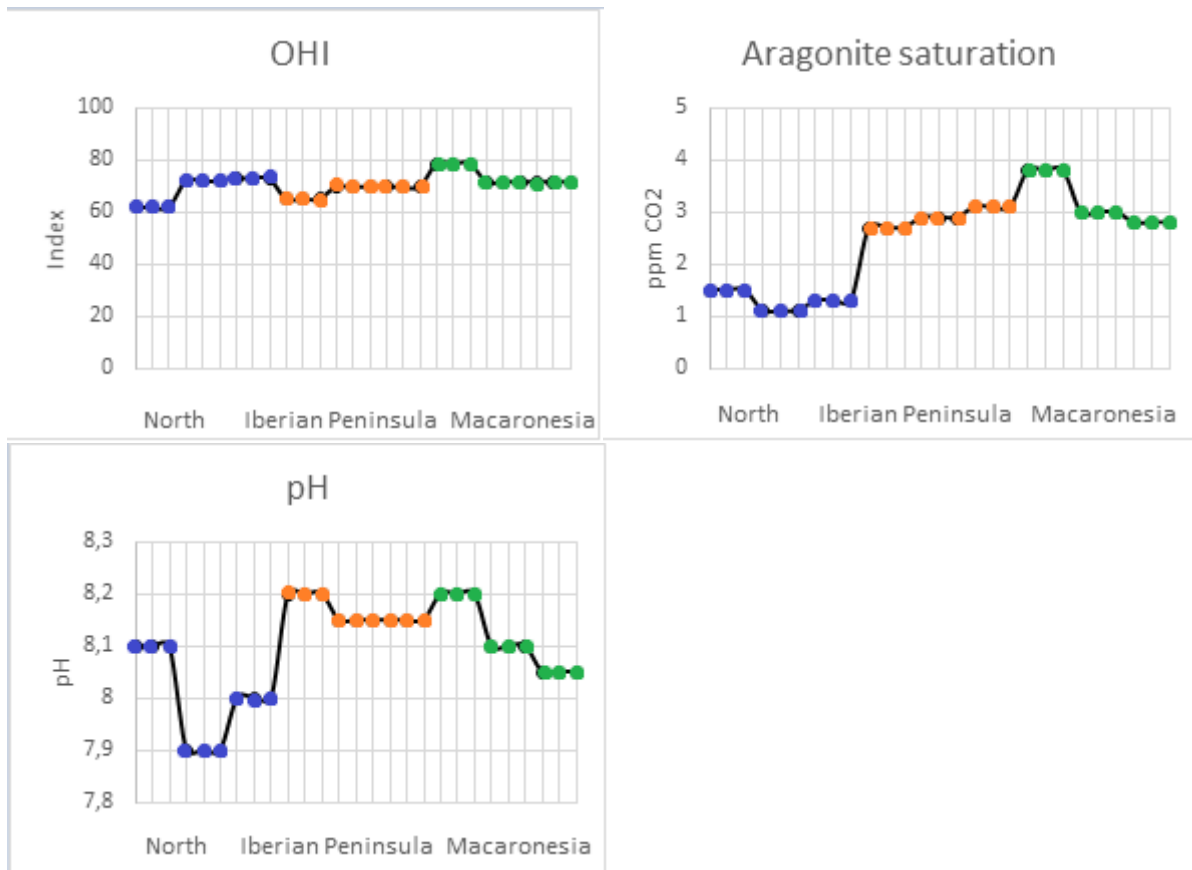 OHI
100
80
60
40
20
0
Index
North Iberian Peninsula Macaronesia
Aragonite saturation
5
4
3
2
1
0
ppm CO2
North Iberian Peninsula Macaronesia
pH
8,3
8,2
8,1
8
7,9
7,8
pH
North Iberian Peninsula Macaronesia